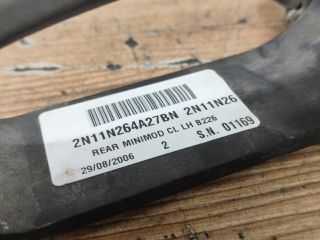 2N11N264A27BN 2N11N26
REAR MINIMOD CL LH B226
29/08/2006 2 S.N. 01169